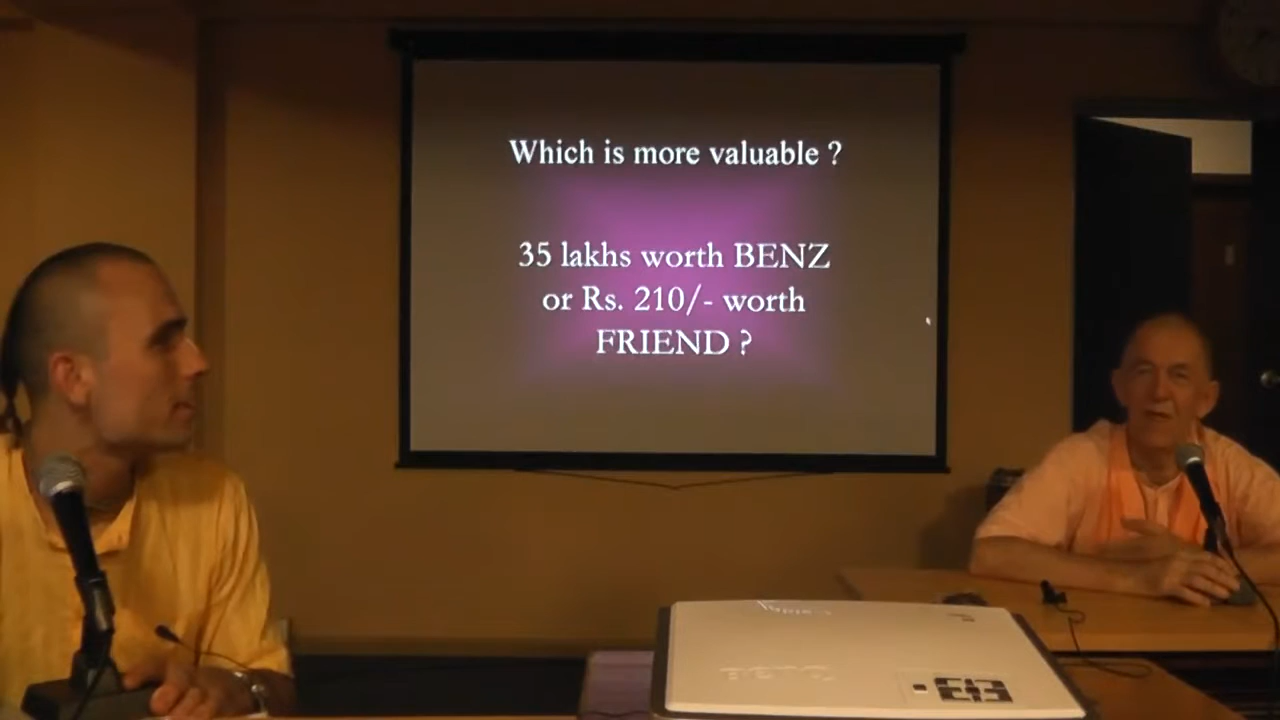 Which is more valuable ?
35 lakhs worth BENZ
or Rs. 210/- worth
FRIEND ?